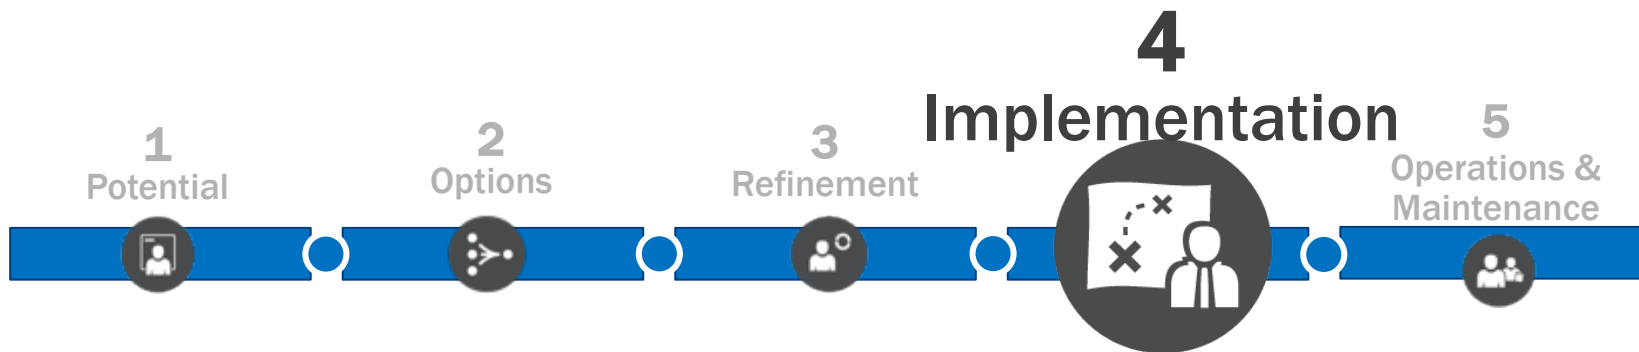 1
Potential
2
Options
3
Refinement
4
Implementation
5
Operations &
Maintenance